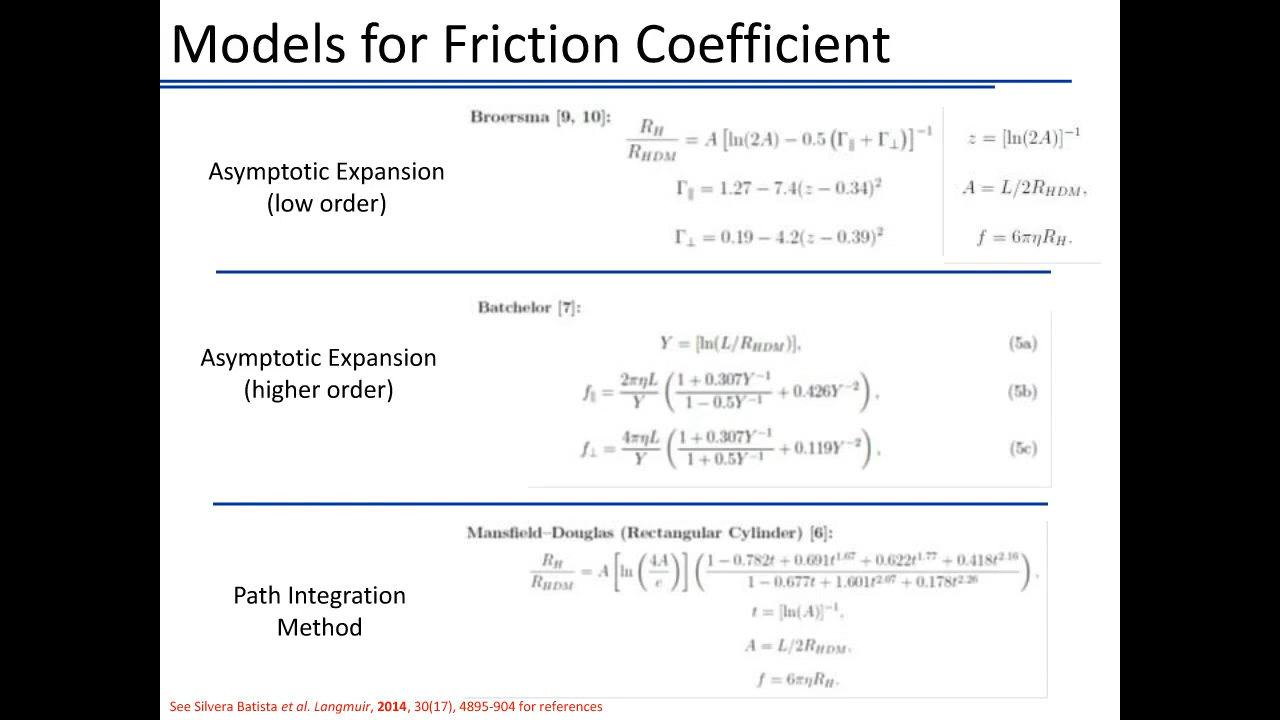 Models for Friction Coefficient
Asymptotic Expansion
(low order)
Broersma [9, 10]:
R_H / R_HDM = A [ln(2A) − 0.5 (Γ_∥ + Γ_⊥)]^−1
Γ_∥ = 1.27 − 7.4(z − 0.34)^2
Γ_⊥ = 0.19 − 4.2(z − 0.39)^2
z = [ln(2A)]^−1
A = L/2R_HDM,
f = 6πηR_H.
Asymptotic Expansion
(higher order)
Batchelor [7]:
Y = [ln(L/R_HDM)], (5a)
f_∥ = 2πηL / Y ( (1 + 0.307Y^−1) / (1 − 0.5Y^−1) + 0.426Y^−2 ), (5b)
f_⊥ = 4πηL / Y ( (1 + 0.307Y^−1) / (1 + 0.5Y^−1) + 0.119Y^−2 ), (5c)
Path Integration
Method
Mansfield–Douglas (Rectangular Cylinder) [6]:
R_H / R_HDM = A [ln (4A / e)] ( (1 − 0.782t + 0.691t^1.67 + 0.622t^1.77 + 0.418t^2.16) / (1 − 0.677t + 1.601t^2.07 + 0.178t^2.26) ),
t = [ln(A)]^−1,
A = L/2R_HDM,
f = 6πηR_H.
See Silvera Batista et al. Langmuir, 2014, 30(17), 4895-904 for references